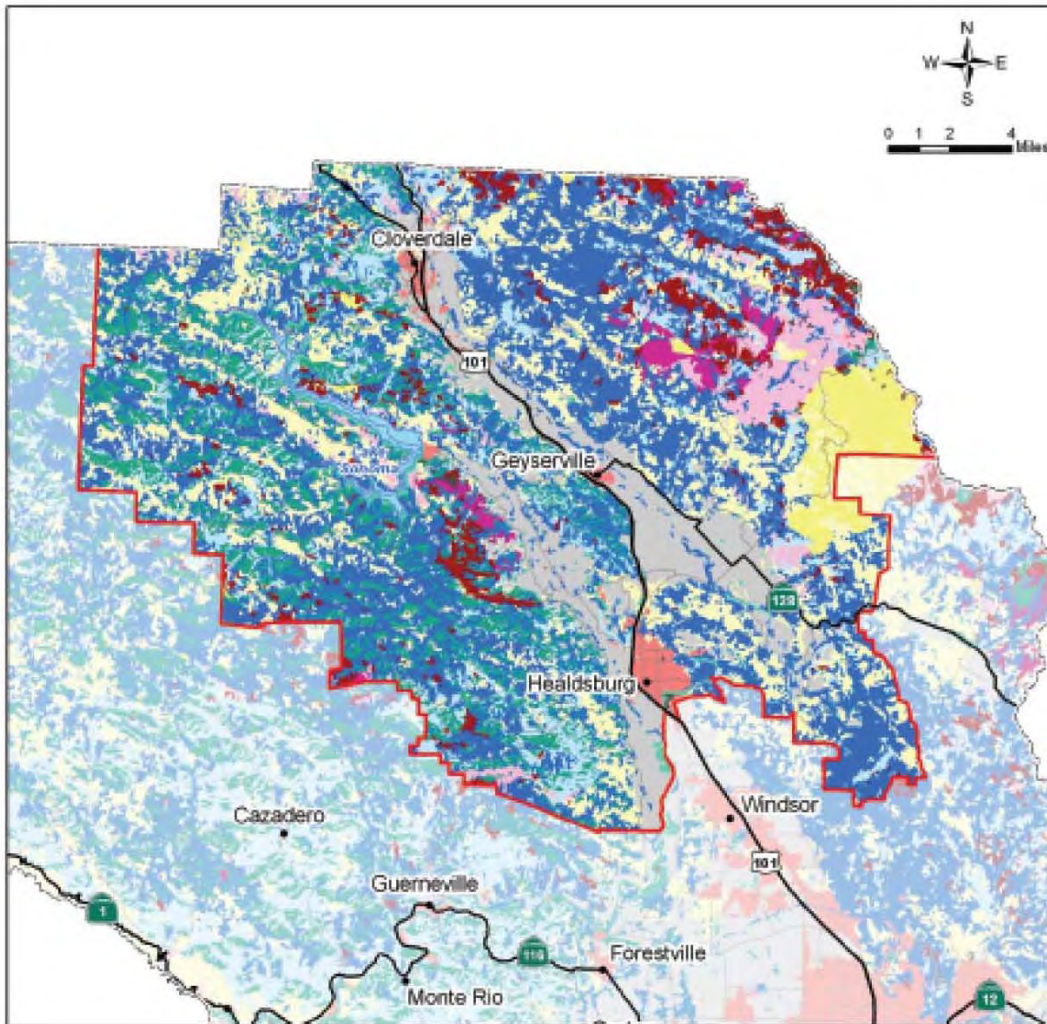 N
W E
S
0 1 2 4
Miles
Cloverdale
101
Geyserville
Sonoma
128
Healdsburg
Windsor
Cazadero
101
Guerneville
1
116
Forestville
Monte Rio
12